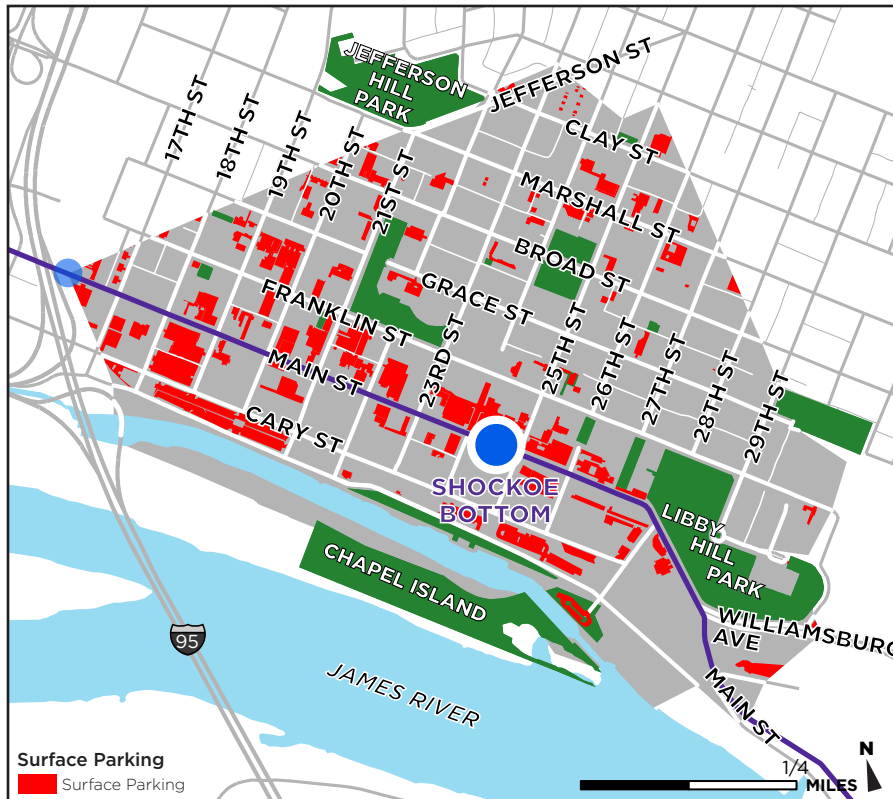 JEFFERSON
HILL
PARK
JEFFERSON ST
17TH ST
18TH ST
19TH ST
20TH ST
21ST ST
CLAY ST
MARSHALL ST
BROAD ST
GRACE ST
FRANKLIN ST
MAIN ST
CARY ST
23RD ST
25TH ST
26TH ST
27TH ST
28TH ST
29TH ST
SHOCKOE
BOTTOM
LIBBY
HILL
PARK
CHAPEL ISLAND
WILLIAMSBURG
AVE
95
JAMES RIVER
MAIN ST
Surface Parking
Surface Parking
1/4
MILES
N